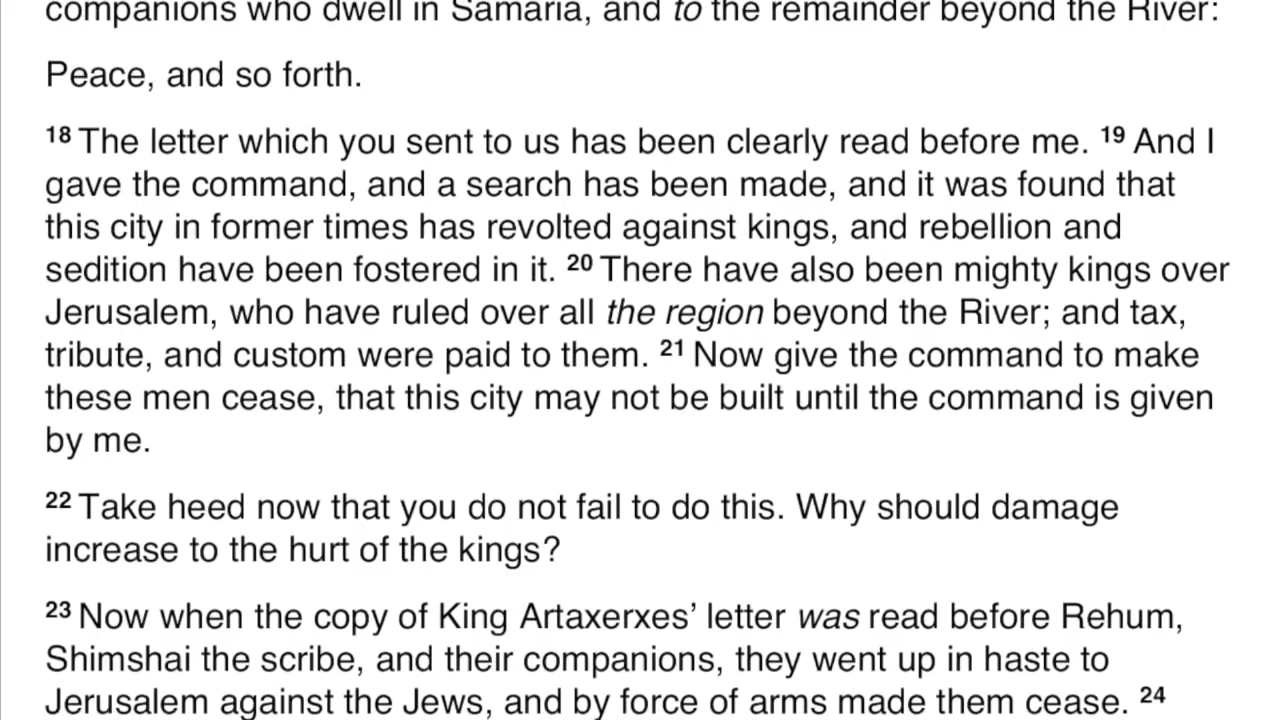 companions who dwell in Samaria, and to the remainder beyond the River:
Peace, and so forth.
18 The letter which you sent to us has been clearly read before me. 19 And I
gave the command, and a search has been made, and it was found that
this city in former times has revolted against kings, and rebellion and
sedition have been fostered in it. 20 There have also been mighty kings over
Jerusalem, who have ruled over all the region beyond the River; and tax,
tribute, and custom were paid to them. 21 Now give the command to make
these men cease, that this city may not be built until the command is given
by me.
22 Take heed now that you do not fail to do this. Why should damage
increase to the hurt of the kings?
23 Now when the copy of King Artaxerxes’ letter was read before Rehum,
Shimshai the scribe, and their companions, they went up in haste to
Jerusalem against the Jews, and by force of arms made them cease. 24